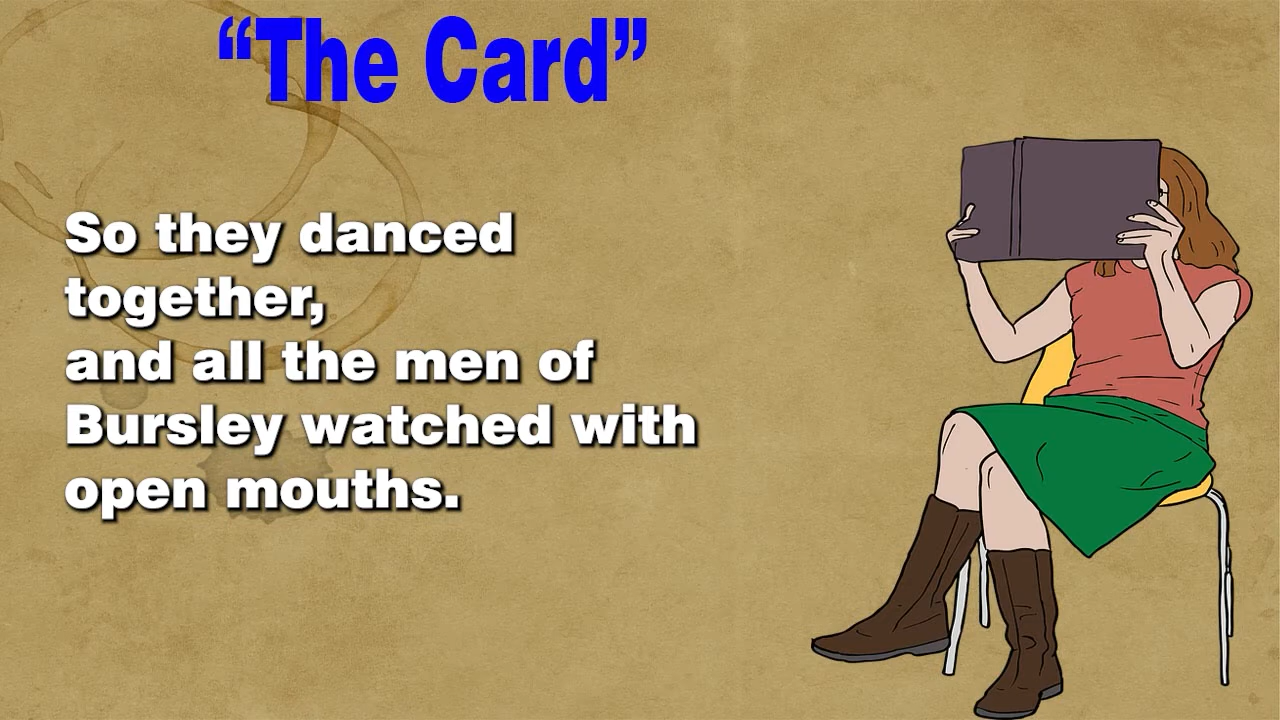 “The Card”
So they danced
together,
and all the men of
Bursley watched with
open mouths.